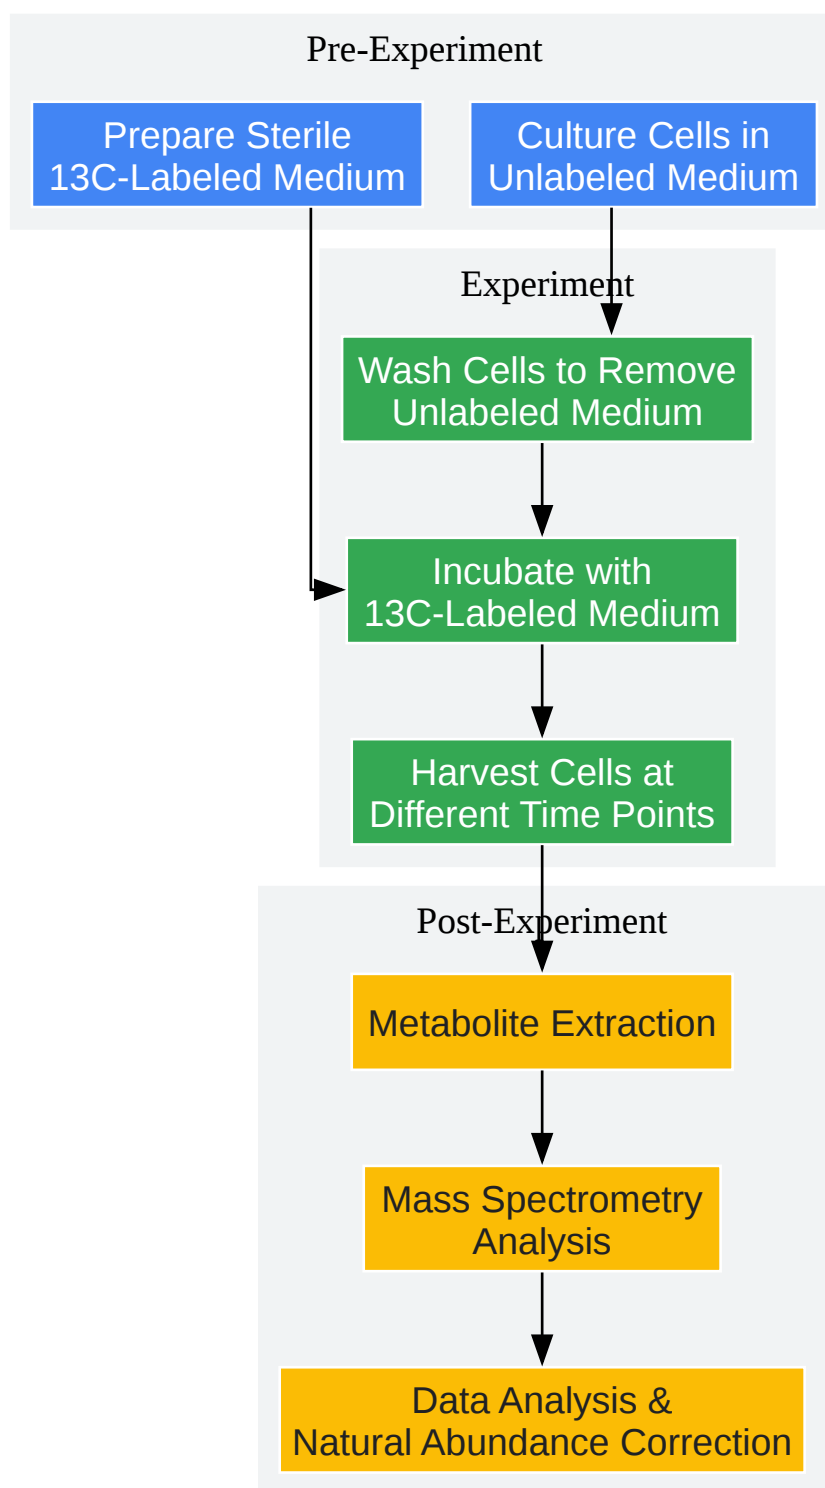 Pre-Experiment
Prepare Sterile
13C-Labeled Medium
Culture Cells in
Unlabeled Medium
Experiment
Wash Cells to Remove
Unlabeled Medium
Incubate with
13C-Labeled Medium
Harvest Cells at
Different Time Points
Post-Experiment
Metabolite Extraction
Mass Spectrometry
Analysis
Data Analysis &
Natural Abundance Correction